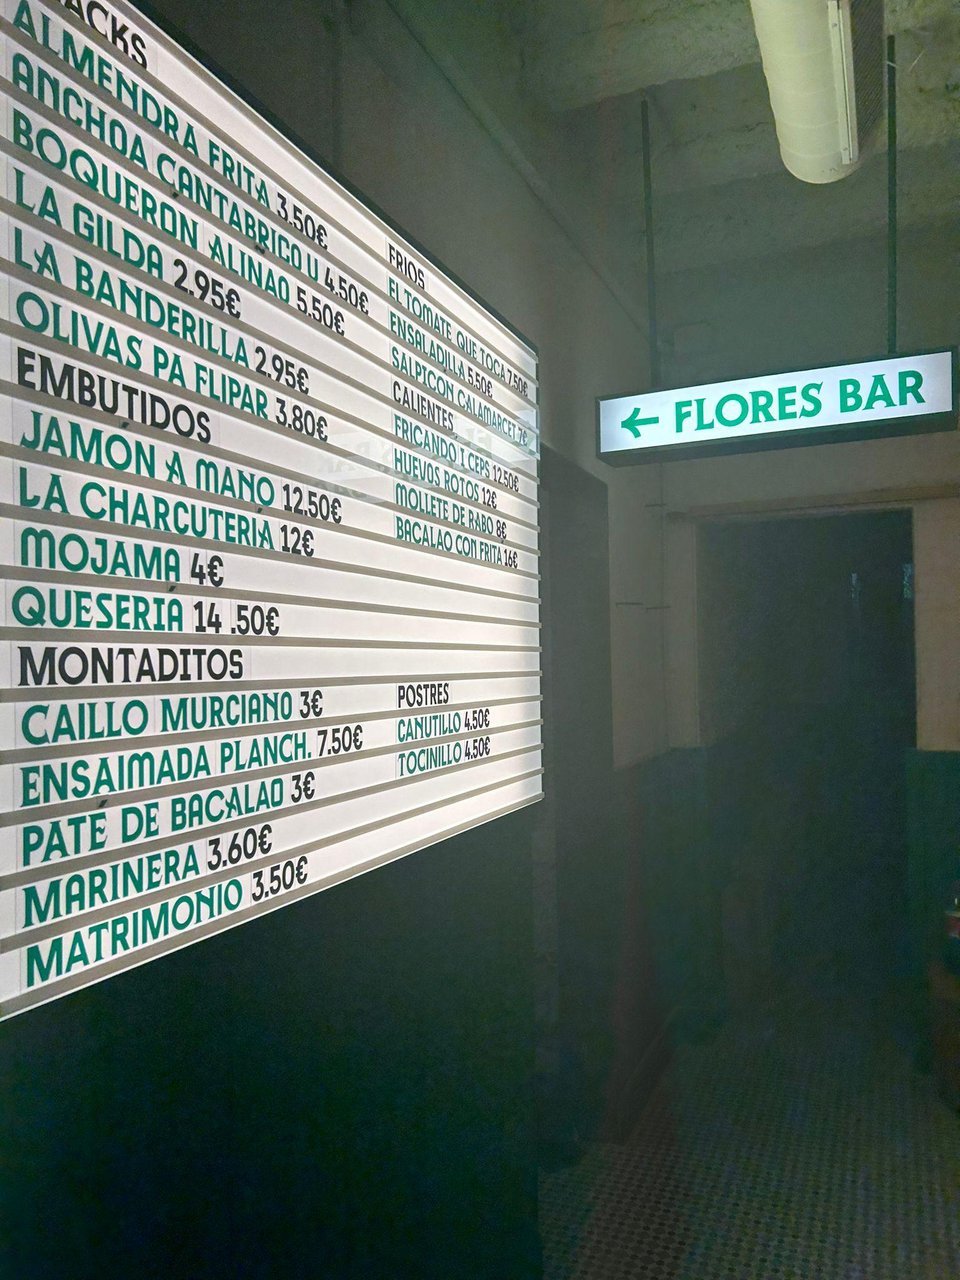 ACKS
ALMENDRA FRITA 3.50€
ANCHOA CANTABRICO U 4.50€
BOQUERON ALIÑAO 5.50€
LA GILDA 2.95€
LA BANDERILLA 2.95€
OLIVAS PA FLIPAR 3.80€
EMBUTIDOS
JAMÓN A MANO 12.50€
LA CHARCUTERÍA 12€
MOJAMA 4€
QUESERÍA 14 .50€
MONTADITOS
CAILLO MURCIANO 3€
ENSAIMADA PLANCH. 7.50€
PATÉ DE BACALAO 3€
MARINERA 3.60€
MATRIMONIO 3.50€
FRIOS
EL TOMATE QUE TOCA 7.50€
ENSALADILLA 5.50€
SALPICON CALAMARCET 7€
CALIENTES
FRICANDO I CEPS 12.50€
HUEVOS ROTOS 12€
MOLLETE DE RABO 8€
BACALAO CON FRITA 16€
POSTRES
CANUTILLO 4.50€
TOCINILLO 4.50€
← FLORES BAR